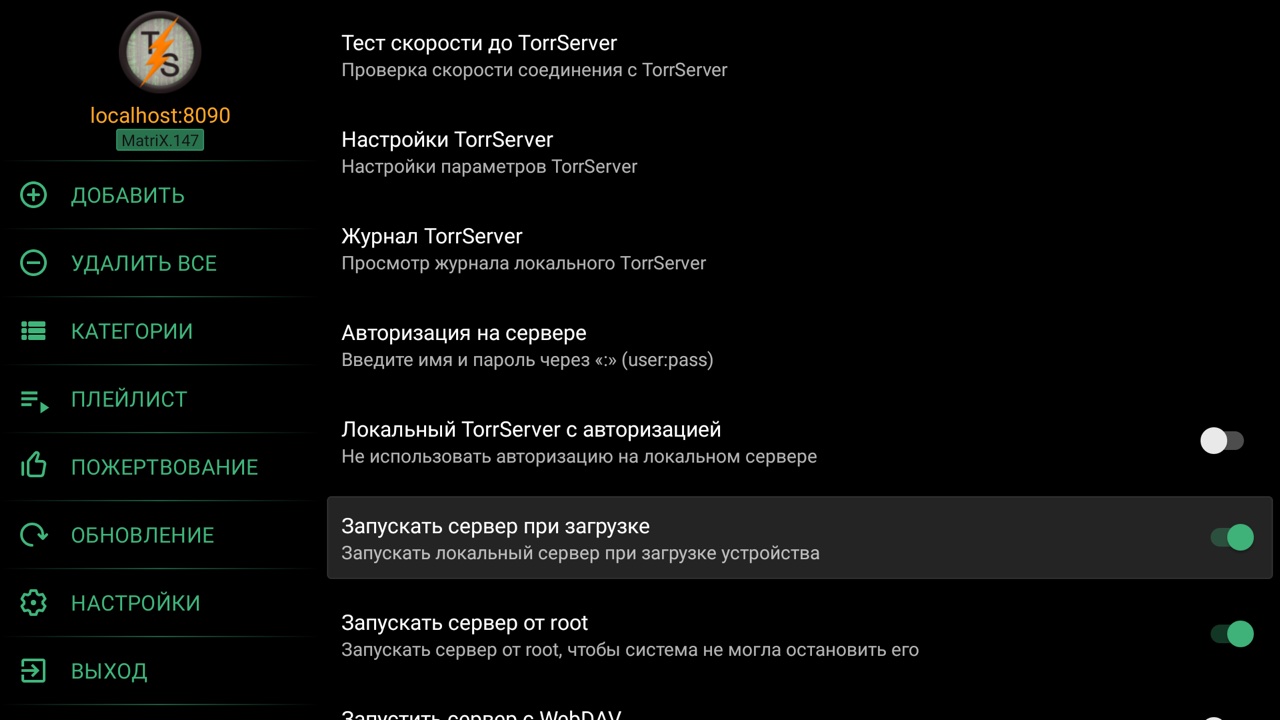 TS
localhost:8090
MatriX.147
ДОБАВИТЬ
УДАЛИТЬ ВСЕ
КАТЕГОРИИ
ПЛЕЙЛИСТ
ПОЖЕРТВОВАНИЕ
ОБНОВЛЕНИЕ
НАСТРОЙКИ
ВЫХОД
Тест скорости до TorrServer
Проверка скорости соединения с TorrServer
Настройки TorrServer
Настройки параметров TorrServer
Журнал TorrServer
Просмотр журнала локального TorrServer
Авторизация на сервере
Введите имя и пароль через «:» (user:pass)
Локальный TorrServer с авторизацией
Не использовать авторизацию на локальном сервере
Запускать сервер при загрузке
Запускать локальный сервер при загрузке устройства
Запускать сервер от root
Запускать сервер от root, чтобы система не могла остановить его
Запустить сервер с WebDAV